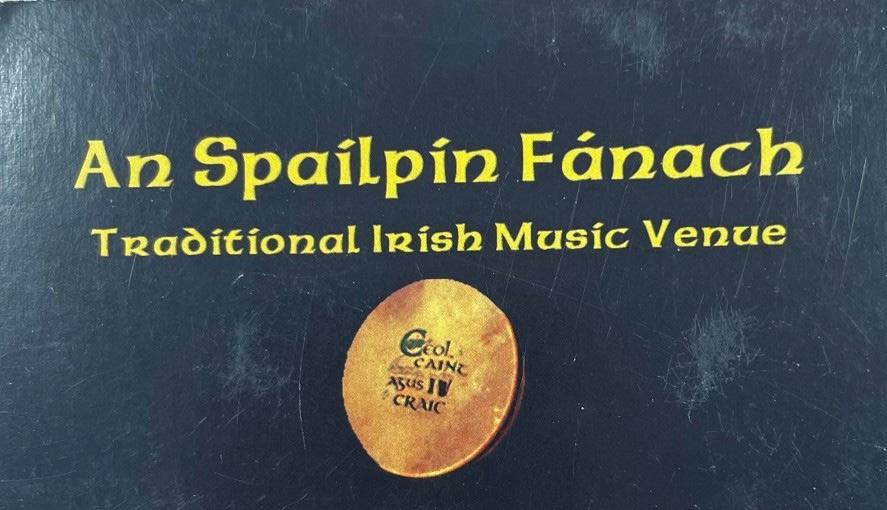 An Spailpín Fánach
Traditional Irish Music Venue
Ceol,
CAINT
AGUS
CRAIC